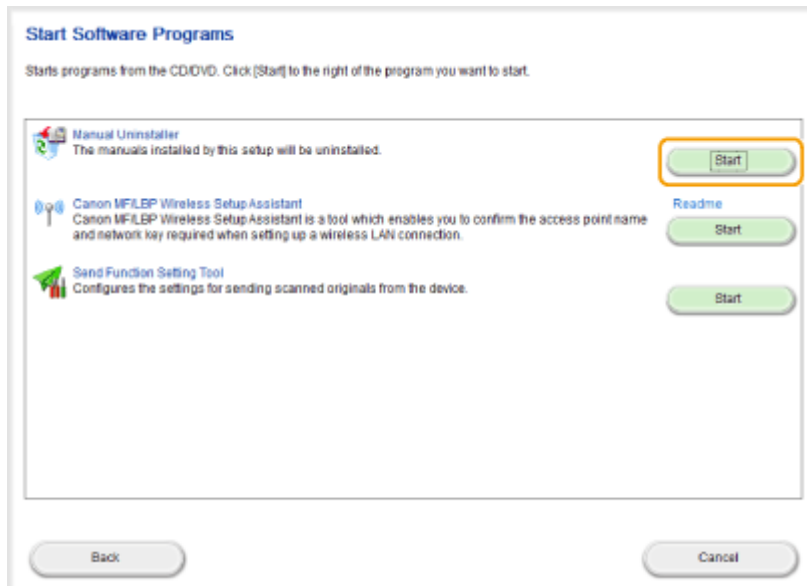 Start Software Programs
Starts programs from the CD/DVD. Click [Start] to the right of the program you want to start.
Manual Uninstaller
The manuals installed by this setup will be uninstalled.
Start
Canon MF/LBP Wireless Setup Assistant
Readme
Canon MF/LBP Wireless Setup Assistant is a tool which enables you to confirm the access point name
and network key required when setting up a wireless LAN connection.
Start
Send Function Setting Tool
Configures the settings for sending scanned originals from the device.
Start
Back
Cancel